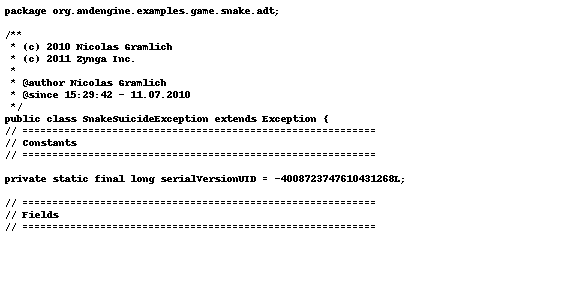 package org.andengine.examples.game.snake.adt;

/**
 * (c) 2010 Nicolas Gramlich
 * (c) 2011 Zynga Inc.
 *
 * @author Nicolas Gramlich
 * @since 15:29:42 - 11.07.2010
 */
public class SnakeSuicideException extends Exception {
// ===========================================================
// Constants
// ===========================================================

private static final long serialVersionUID = -4008723747610431268L;

// ===========================================================
// Fields
// ===========================================================